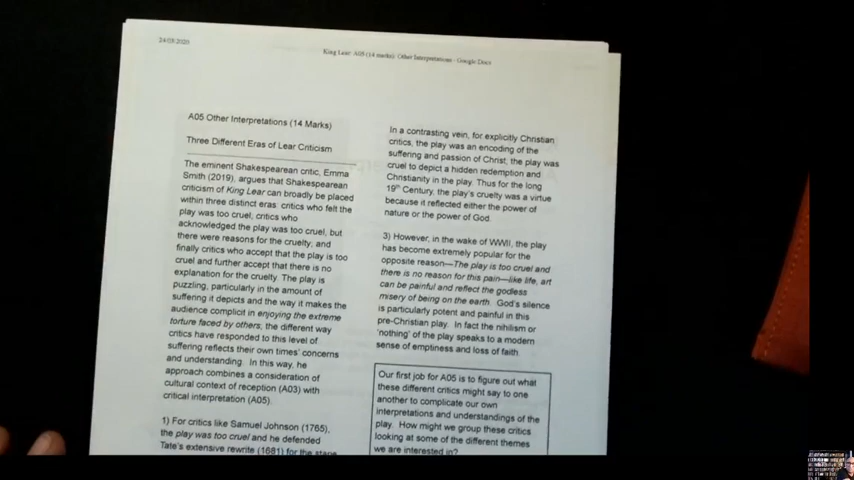 24/09/2020
King Lear: A05 (14 marks): Other Interpretations - Google Docs
A05 Other Interpretations (14 Marks)
Three Different Eras of Lear Criticism
The eminent Shakespearean critic, Emma
Smith (2019), argues that Shakespearean
criticism of King Lear can broadly be placed
within three distinct eras: critics who felt the
play was too cruel, critics who
acknowledged the play was too cruel, but
there were reasons for the cruelty, and
finally critics who accept that the play is too
cruel and further accept that there is no
explanation for the cruelty. The play is
puzzling, particularly in the amount of
suffering it depicts and the way it makes the
audience complicit in enjoying the extreme
torture faced by others; the different way
critics have responded to this level of
suffering reflects their own times' concerns
and understanding. In this way, he
approach combines a consideration of
cultural context of reception (A03) with
critical interpretation (A05).
1) For critics like Samuel Johnson (1765),
the play was too cruel and he defended
Tate's extensive rewrite (1681) for the stage
In a contrasting vein, for explicitly Christian
critics, the play was an encoding of the
suffering and passion of Christ, the play was
cruel to depict a hidden redemption and
Christianity in the play. Thus for the long
19th Century, the play's cruelty was a virtue
because it reflected either the power of
nature or the power of God.
3) However, in the wake of WWII, the play
has become extremely popular for the
opposite reason—The play is too cruel and
there is no reason for this pain—like life, art
can be painful and reflect the godless
misery of being on the earth. God's silence
is particularly potent and painful in this
pre-Christian play. In fact the nihilism or
'nothing' of the play speaks to a modern
sense of emptiness and loss of faith.
Our first job for A05 is to figure out what
these different critics might say to one
another to complicate our own
interpretations and understandings of the
play. How might we group these critics
looking at some of the different themes
we are interested in?